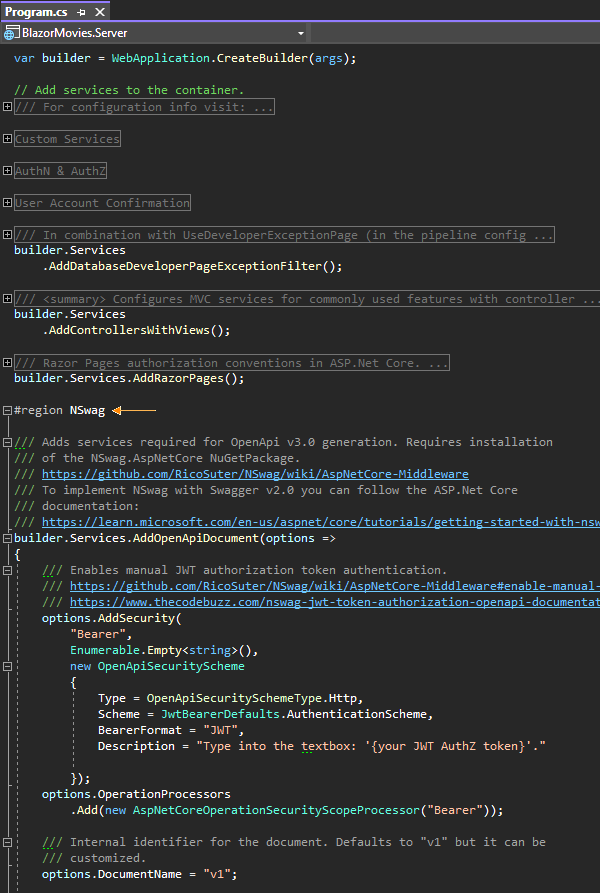 Program.cs
BlazorMovies.Server
var builder = WebApplication.CreateBuilder(args);
// Add services to the container.
/// For configuration info visit: ...
Custom Services
AuthN & AuthZ
User Account Confirmation
/// In combination with UseDeveloperExceptionPage (in the pipeline config ...
builder.Services
.AddDatabaseDeveloperPageExceptionFilter();
/// <summary> Configures MVC services for commonly used features with controller ...
builder.Services
.AddControllersWithViews();
/// Razor Pages authorization conventions in ASP.Net Core. ...
builder.Services.AddRazorPages();
#region NSwag
/// Adds services required for OpenApi v3.0 generation. Requires installation
/// of the NSwag.AspNetCore NuGetPackage.
/// https://github.com/RicoSuter/NSwag/wiki/AspNetCore-Middleware
/// To implement NSwag with Swagger v2.0 you can follow the ASP.Net Core
/// documentation:
/// https://learn.microsoft.com/en-us/aspnet/core/tutorials/getting-started-with-nsw
builder.Services.AddOpenApiDocument(options =>
{
/// Enables manual JWT authorization token authentication.
/// https://github.com/RicoSuter/NSwag/wiki/AspNetCore-Middleware#enable-manual-
/// https://www.thecodebuzz.com/nswag-jwt-token-authorization-openapi-documentat
options.AddSecurity(
"Bearer",
Enumerable.Empty<string>(),
new OpenApiSecurityScheme
{
Type = OpenApiSecuritySchemeType.Http,
Scheme = JwtBearerDefaults.AuthenticationScheme,
BearerFormat = "JWT",
Description = "Type into the textbox: '{your JWT AuthZ token}'."
});
options.OperationProcessors
.Add(new AspNetCoreOperationSecurityScopeProcessor("Bearer"));
/// Internal identifier for the document. Defaults to "v1" but it can be
/// customized.
options.DocumentName = "v1";